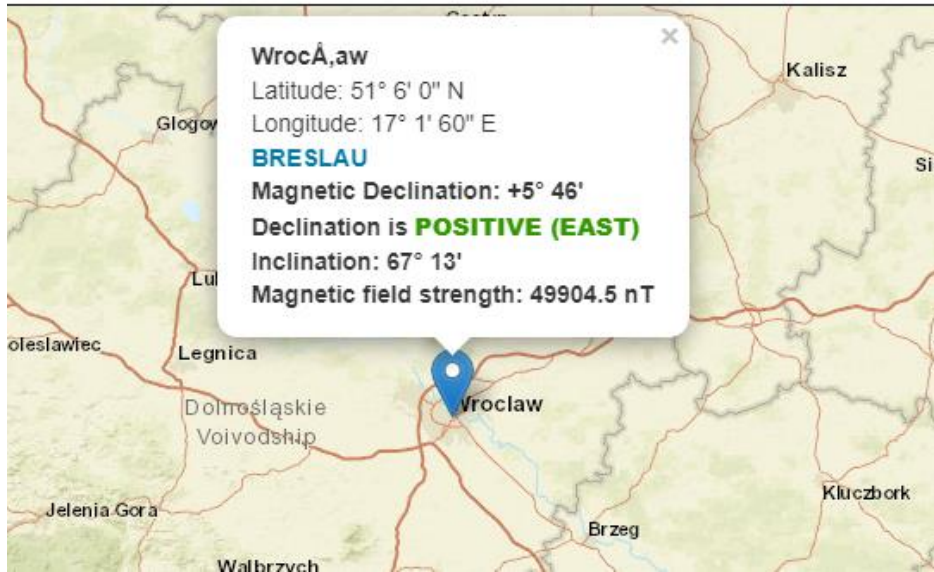 ×
WrocÅ‚aw
Latitude: 51° 6' 0" N
Longitude: 17° 1' 60" E
BRESLAU
Magnetic Declination: +5° 46'
Declination is POSITIVE (EAST)
Inclination: 67° 13'
Magnetic field strength: 49904.5 nT
Kalisz
Glogow
Si
Lu
oleslawiec
Legnica
Dolnośląskie
Voivodship
Wroclaw
Jelenia Gora
Kluczbork
Brzeg
Walbrzych